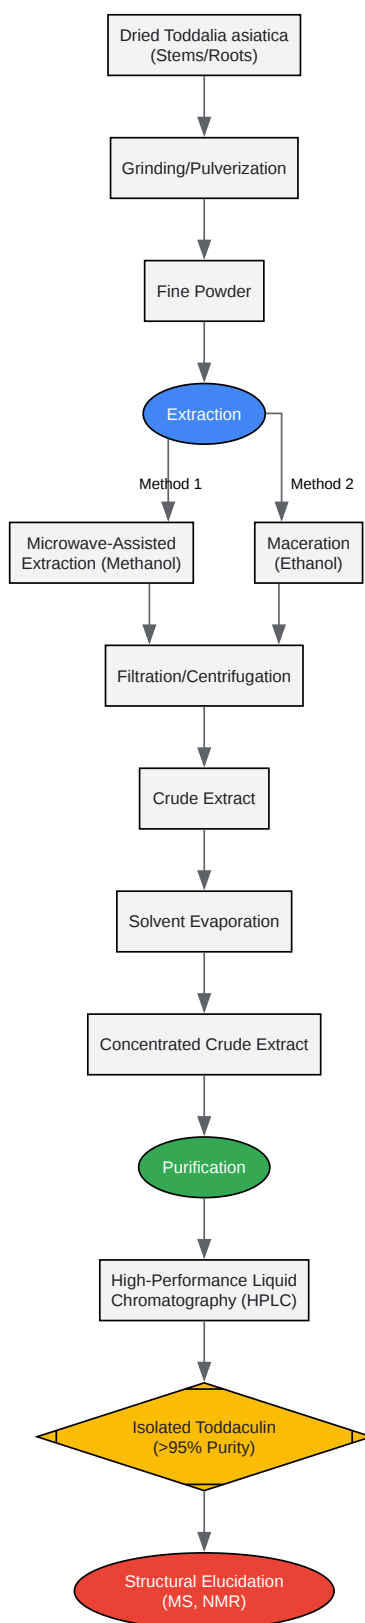 Dried Toddalia asiatica
(Stems/Roots)
Grinding/Pulverization
Fine Powder
Extraction
Method 1
Method 2
Microwave-Assisted
Extraction (Methanol)
Maceration
(Ethanol)
Filtration/Centrifugation
Crude Extract
Solvent Evaporation
Concentrated Crude Extract
Purification
High-Performance Liquid
Chromatography (HPLC)
Isolated Toddaculin
(>95% Purity)
Structural Elucidation
(MS, NMR)